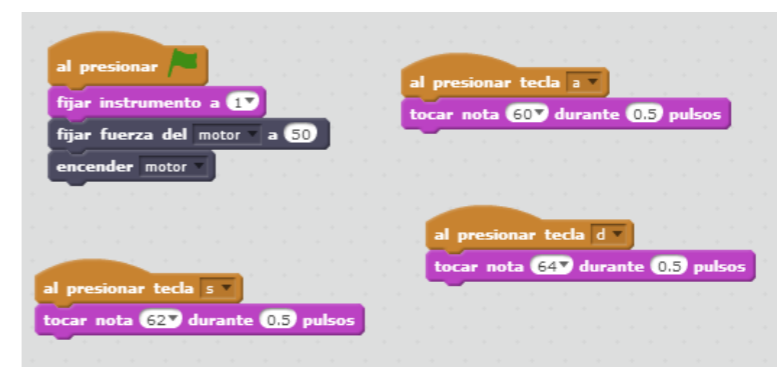 al presionar
fijar instrumento a 1
fijar fuerza del motor a 50
encender motor
al presionar tecla a
tocar nota 60 durante 0.5 pulsos
al presionar tecla d
tocar nota 64 durante 0.5 pulsos
al presionar tecla s
tocar nota 62 durante 0.5 pulsos